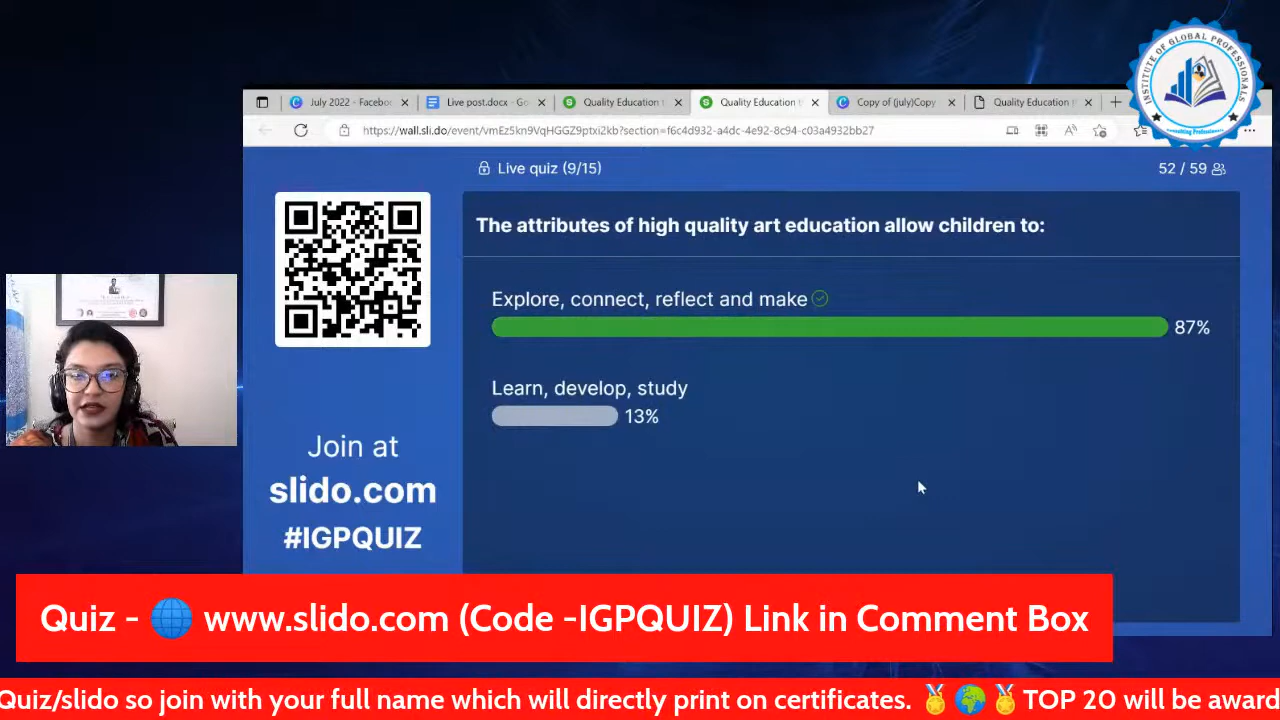 INSTITUTE OF GLOBAL PROFESSIONALS
Consulting Professionals
July 2022 - Faceboo
Live post.docx - Go
Quality Education
Quality Education t
Copy of (july)Copy
Quality Education
https://wall.sli.do/event/vmEz5kn9VqHGGZ9ptxi2kb?section=f6c4d932-a4dc-4e92-8c94-c03a4932bb27
Live quiz (9/15)
52 / 59
The attributes of high quality art education allow children to:
Explore, connect, reflect and make
87%
Learn, develop, study
13%
Join at
slido.com
#IGPQUIZ
Quiz - 🌐 www.slido.com (Code -IGPQUIZ) Link in Comment Box
Quiz/slido so join with your full name which will directly print on certificates. 🏅🌍🏅TOP 20 will be award